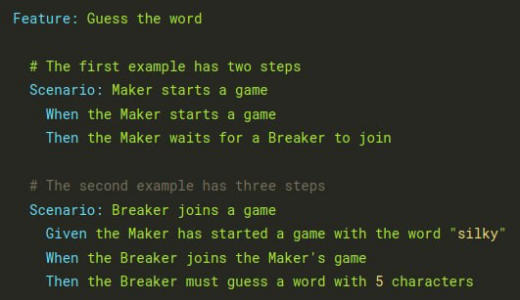 Feature: Guess the word
# The first example has two steps
Scenario: Maker starts a game
When the Maker starts a game
Then the Maker waits for a Breaker to join
# The second example has three steps
Scenario: Breaker joins a game
Given the Maker has started a game with the word "silky"
When the Breaker joins the Maker's game
Then the Breaker must guess a word with 5 characters